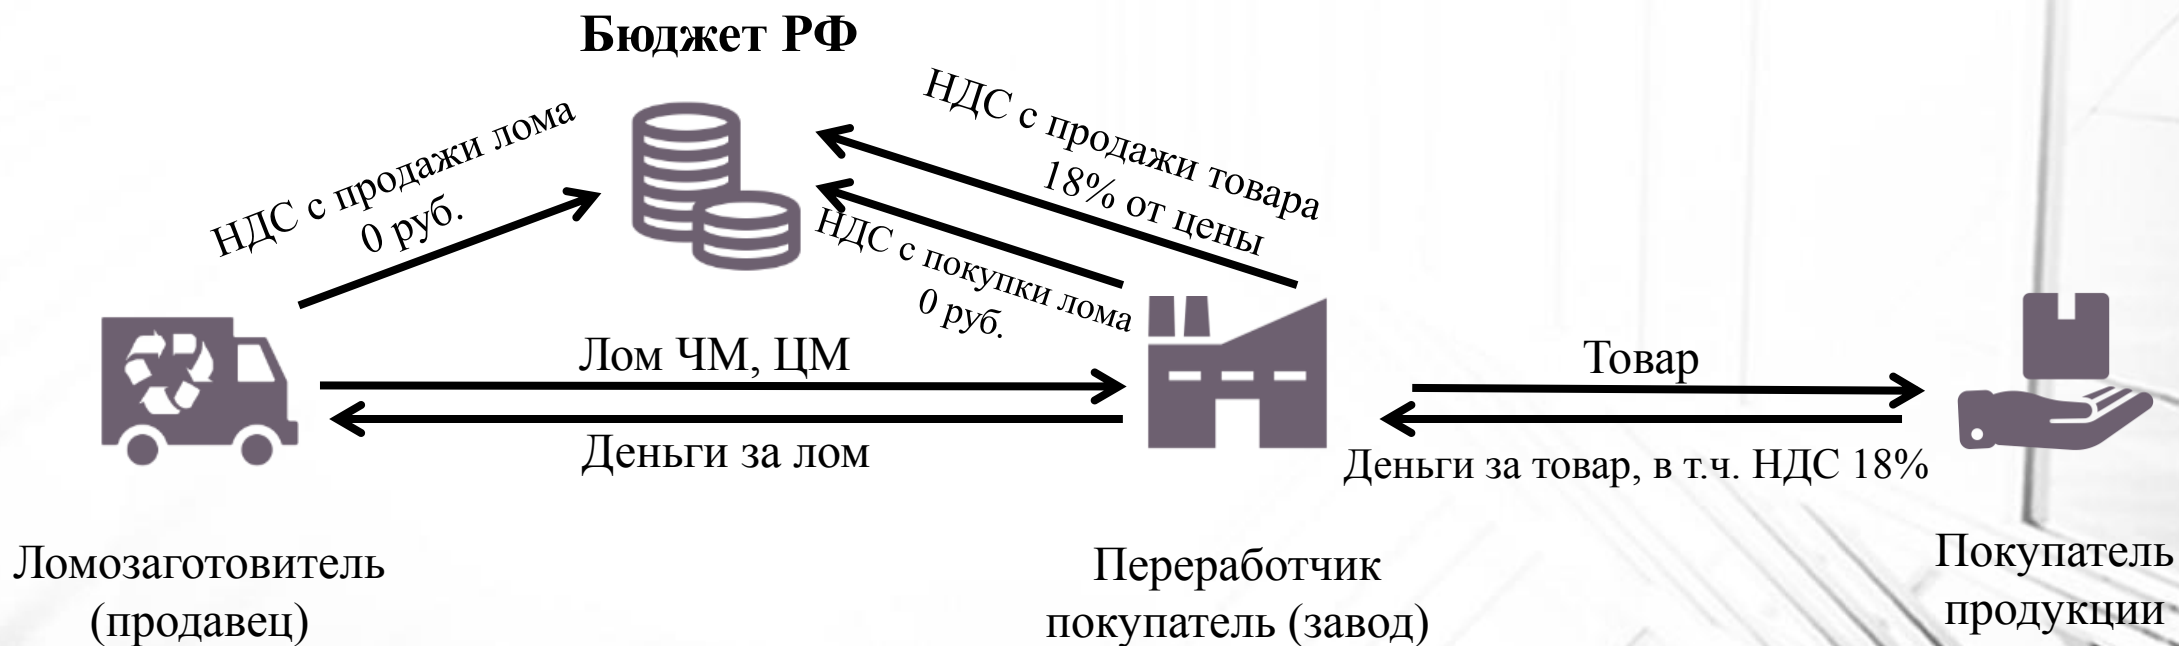 Бюджет РФ
НДС с продажи лома
0 руб.
НДС с продажи товара
18% от цены
НДС с покупки лома
0 руб.
Лом ЧМ, ЦМ
Деньги за лом
Товар
Деньги за товар, в т.ч. НДС 18%
Ломозаготовитель
(продавец)
Переработчик
покупатель (завод)
Покупатель
продукции